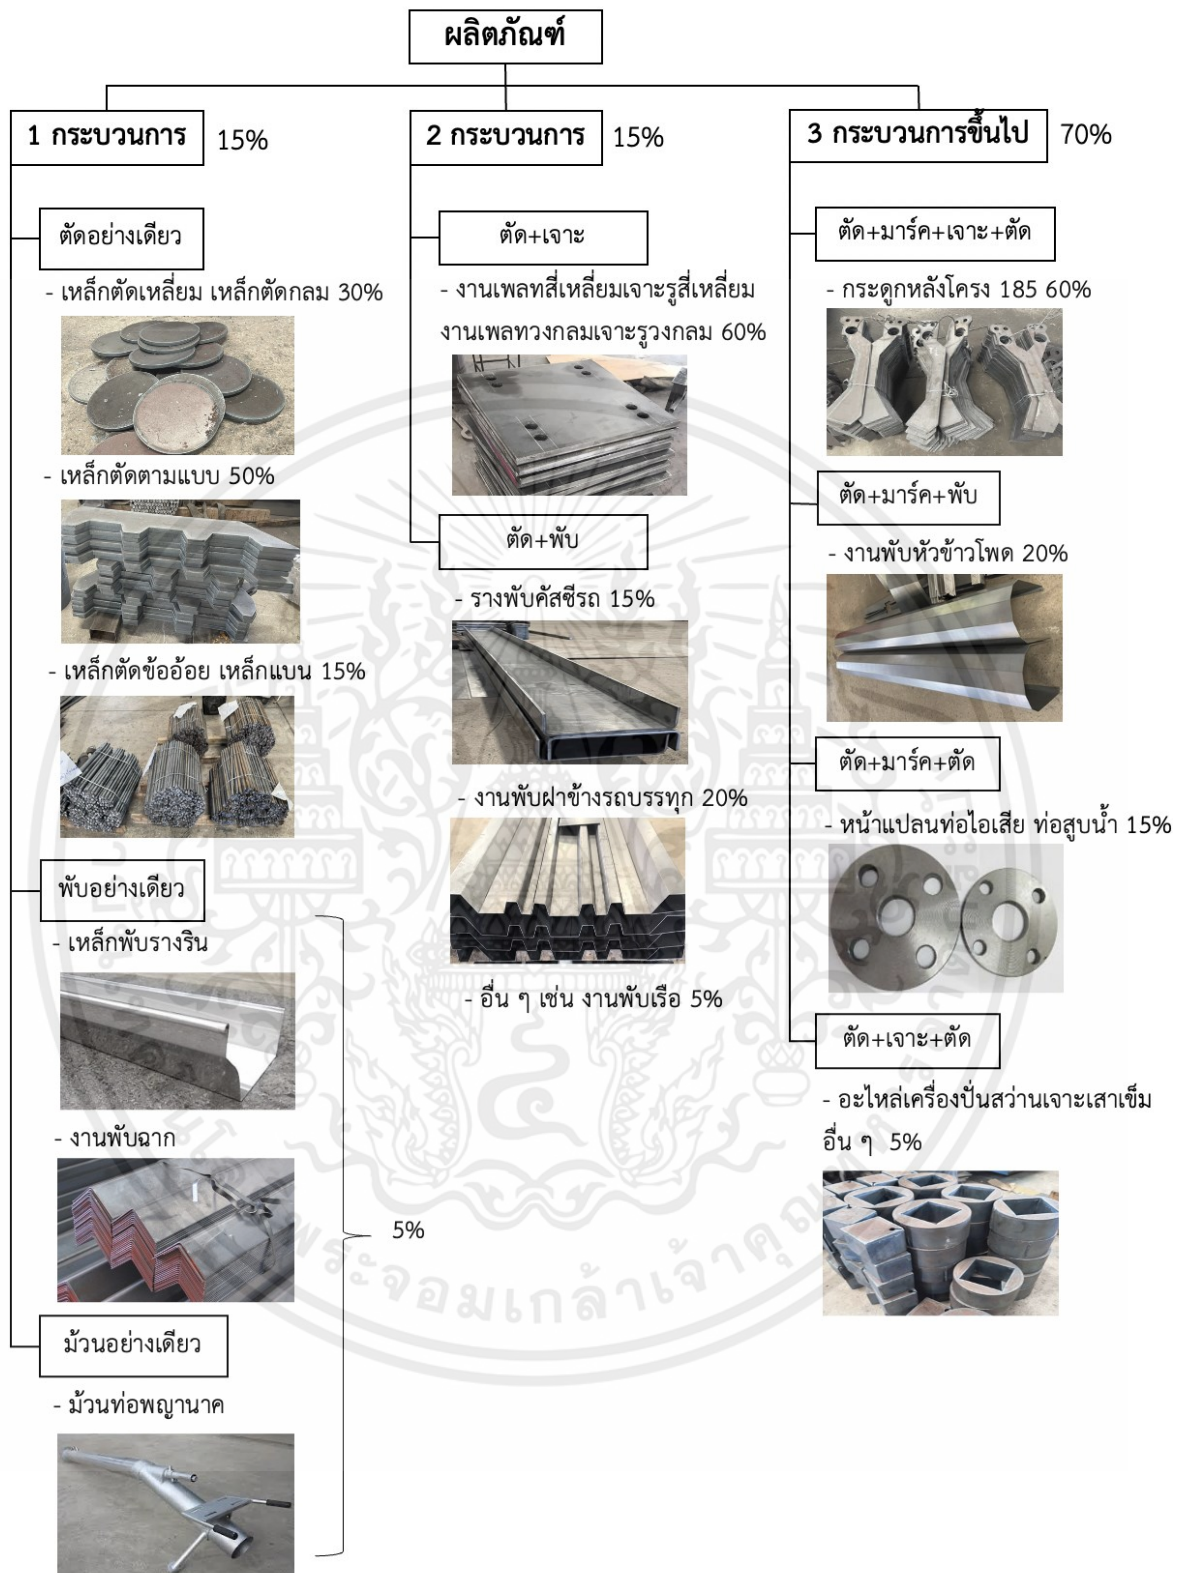 ผลิตภัณฑ์
1 กระบวนการ 15%
ตัดอย่างเดียว
- เหล็กตัดเหลี่ยม เหล็กตัดกลม 30%
- เหล็กตัดตามแบบ 50%
- เหล็กตัดข้ออ้อย เหล็กแบน 15%
พับอย่างเดียว
- เหล็กพับรางริน
- งานพับฉาก
5%
ม้วนอย่างเดียว
- ม้วนท่อพญานาค
2 กระบวนการ 15%
ตัด+เจาะ
- งานเพลทสี่เหลี่ยมเจาะรูสี่เหลี่ยม
งานเพลทวงกลมเจาะรูวงกลม 60%
ตัด+พับ
- รางพับคัสซีรถ 15%
- งานพับฝาข้างรถบรรทุก 20%
- อื่น ๆ เช่น งานพับเรือ 5%
3 กระบวนการขึ้นไป 70%
ตัด+มาร์ค+เจาะ+ตัด
- กระดูกหลังโครง 185 60%
ตัด+มาร์ค+พับ
- งานพับหัวข้าวโพด 20%
ตัด+มาร์ค+ตัด
- หน้าแปลนท่อไอเสีย ท่อสูบน้ำ 15%
ตัด+เจาะ+ตัด
- อะไหล่เครื่องปั่นสว่านเจาะเสาเข็ม
อื่น ๆ 5%